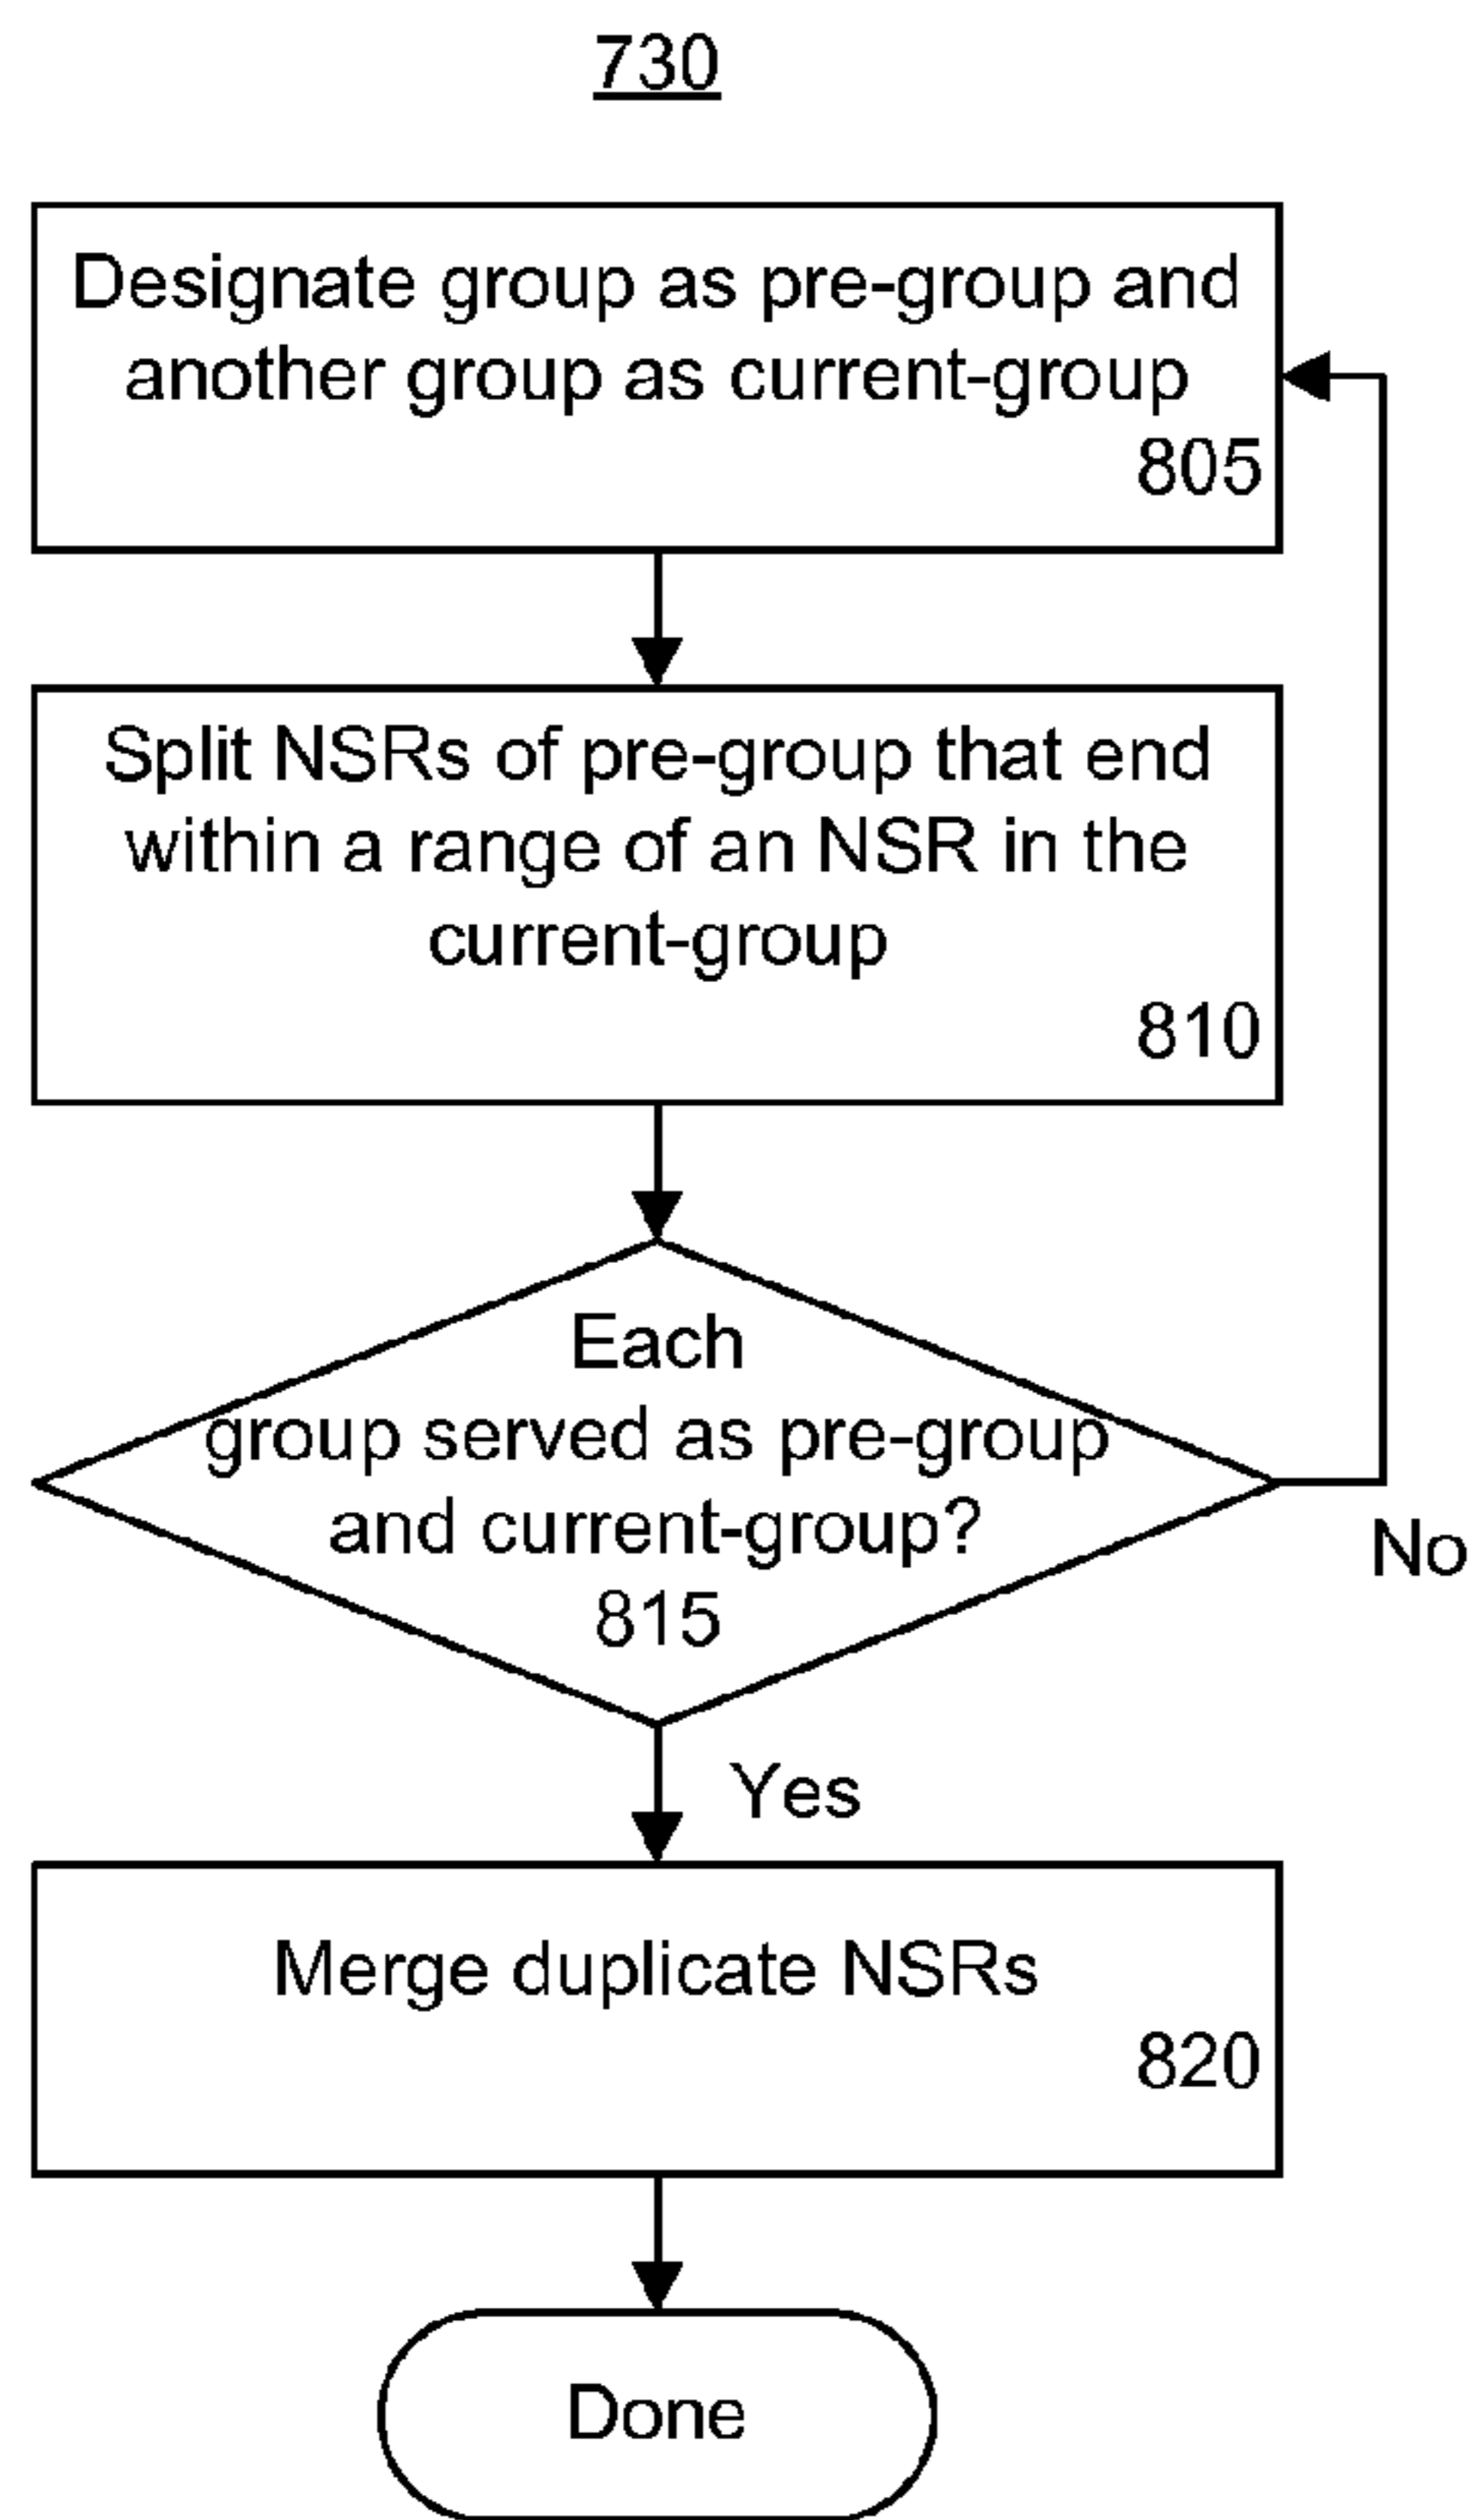 730
Designate group as pre-group and
another group as current-group
805
Split NSRs of pre-group that end
within a range of an NSR in the
current-group
810
Each
group served as pre-group
and current-group?
815
No
Yes
Merge duplicate NSRs
820
Done